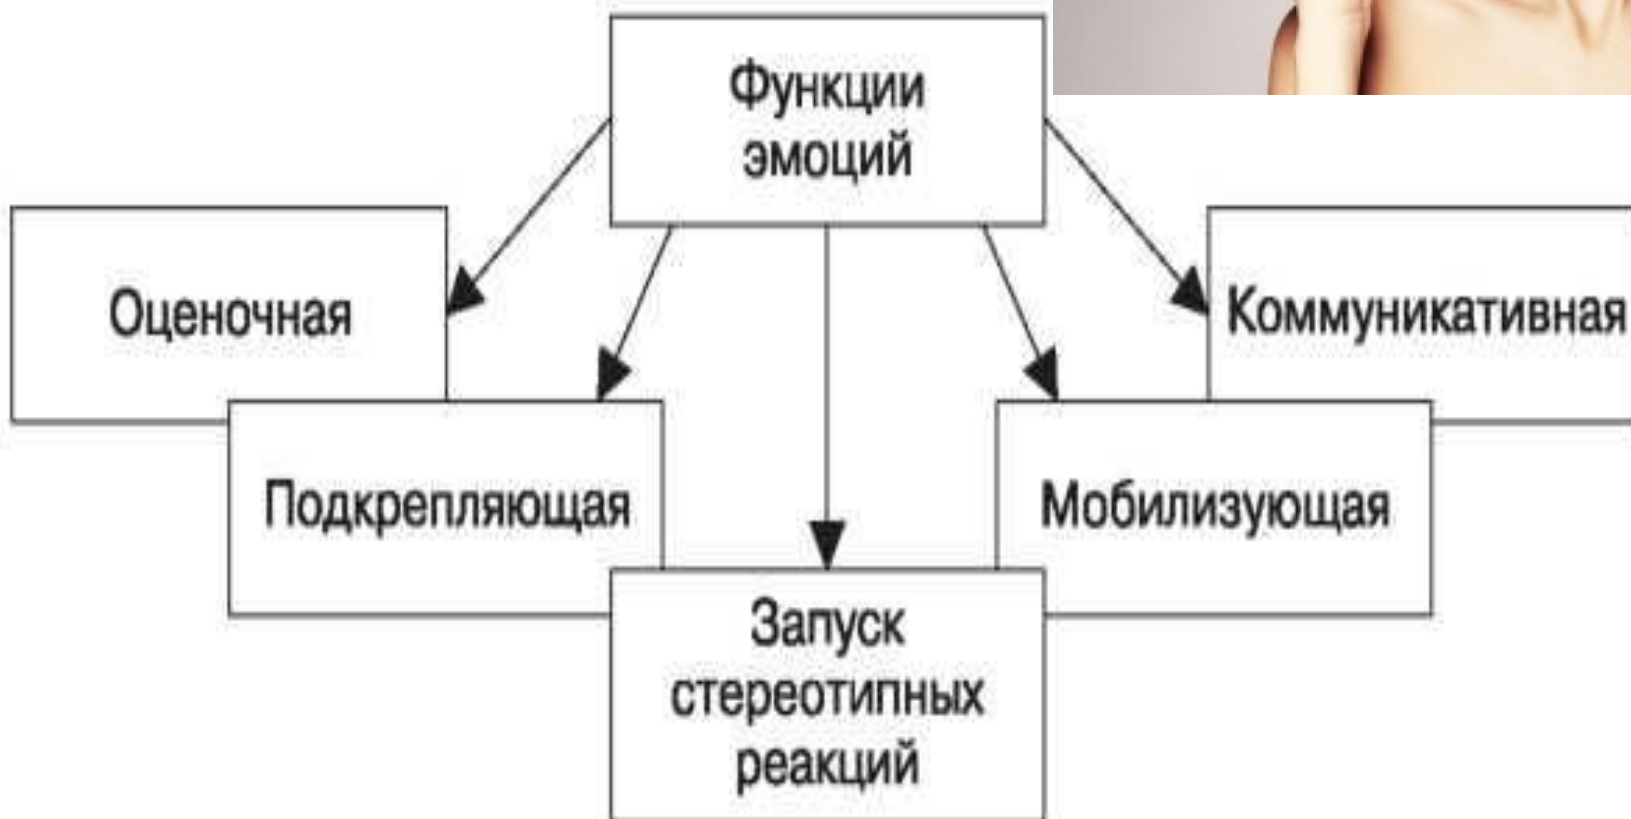 Функции
эмоций
Оценочная
Коммуникативная
Подкрепляющая
Мобилизующая
Запуск
стереотипных
реакций